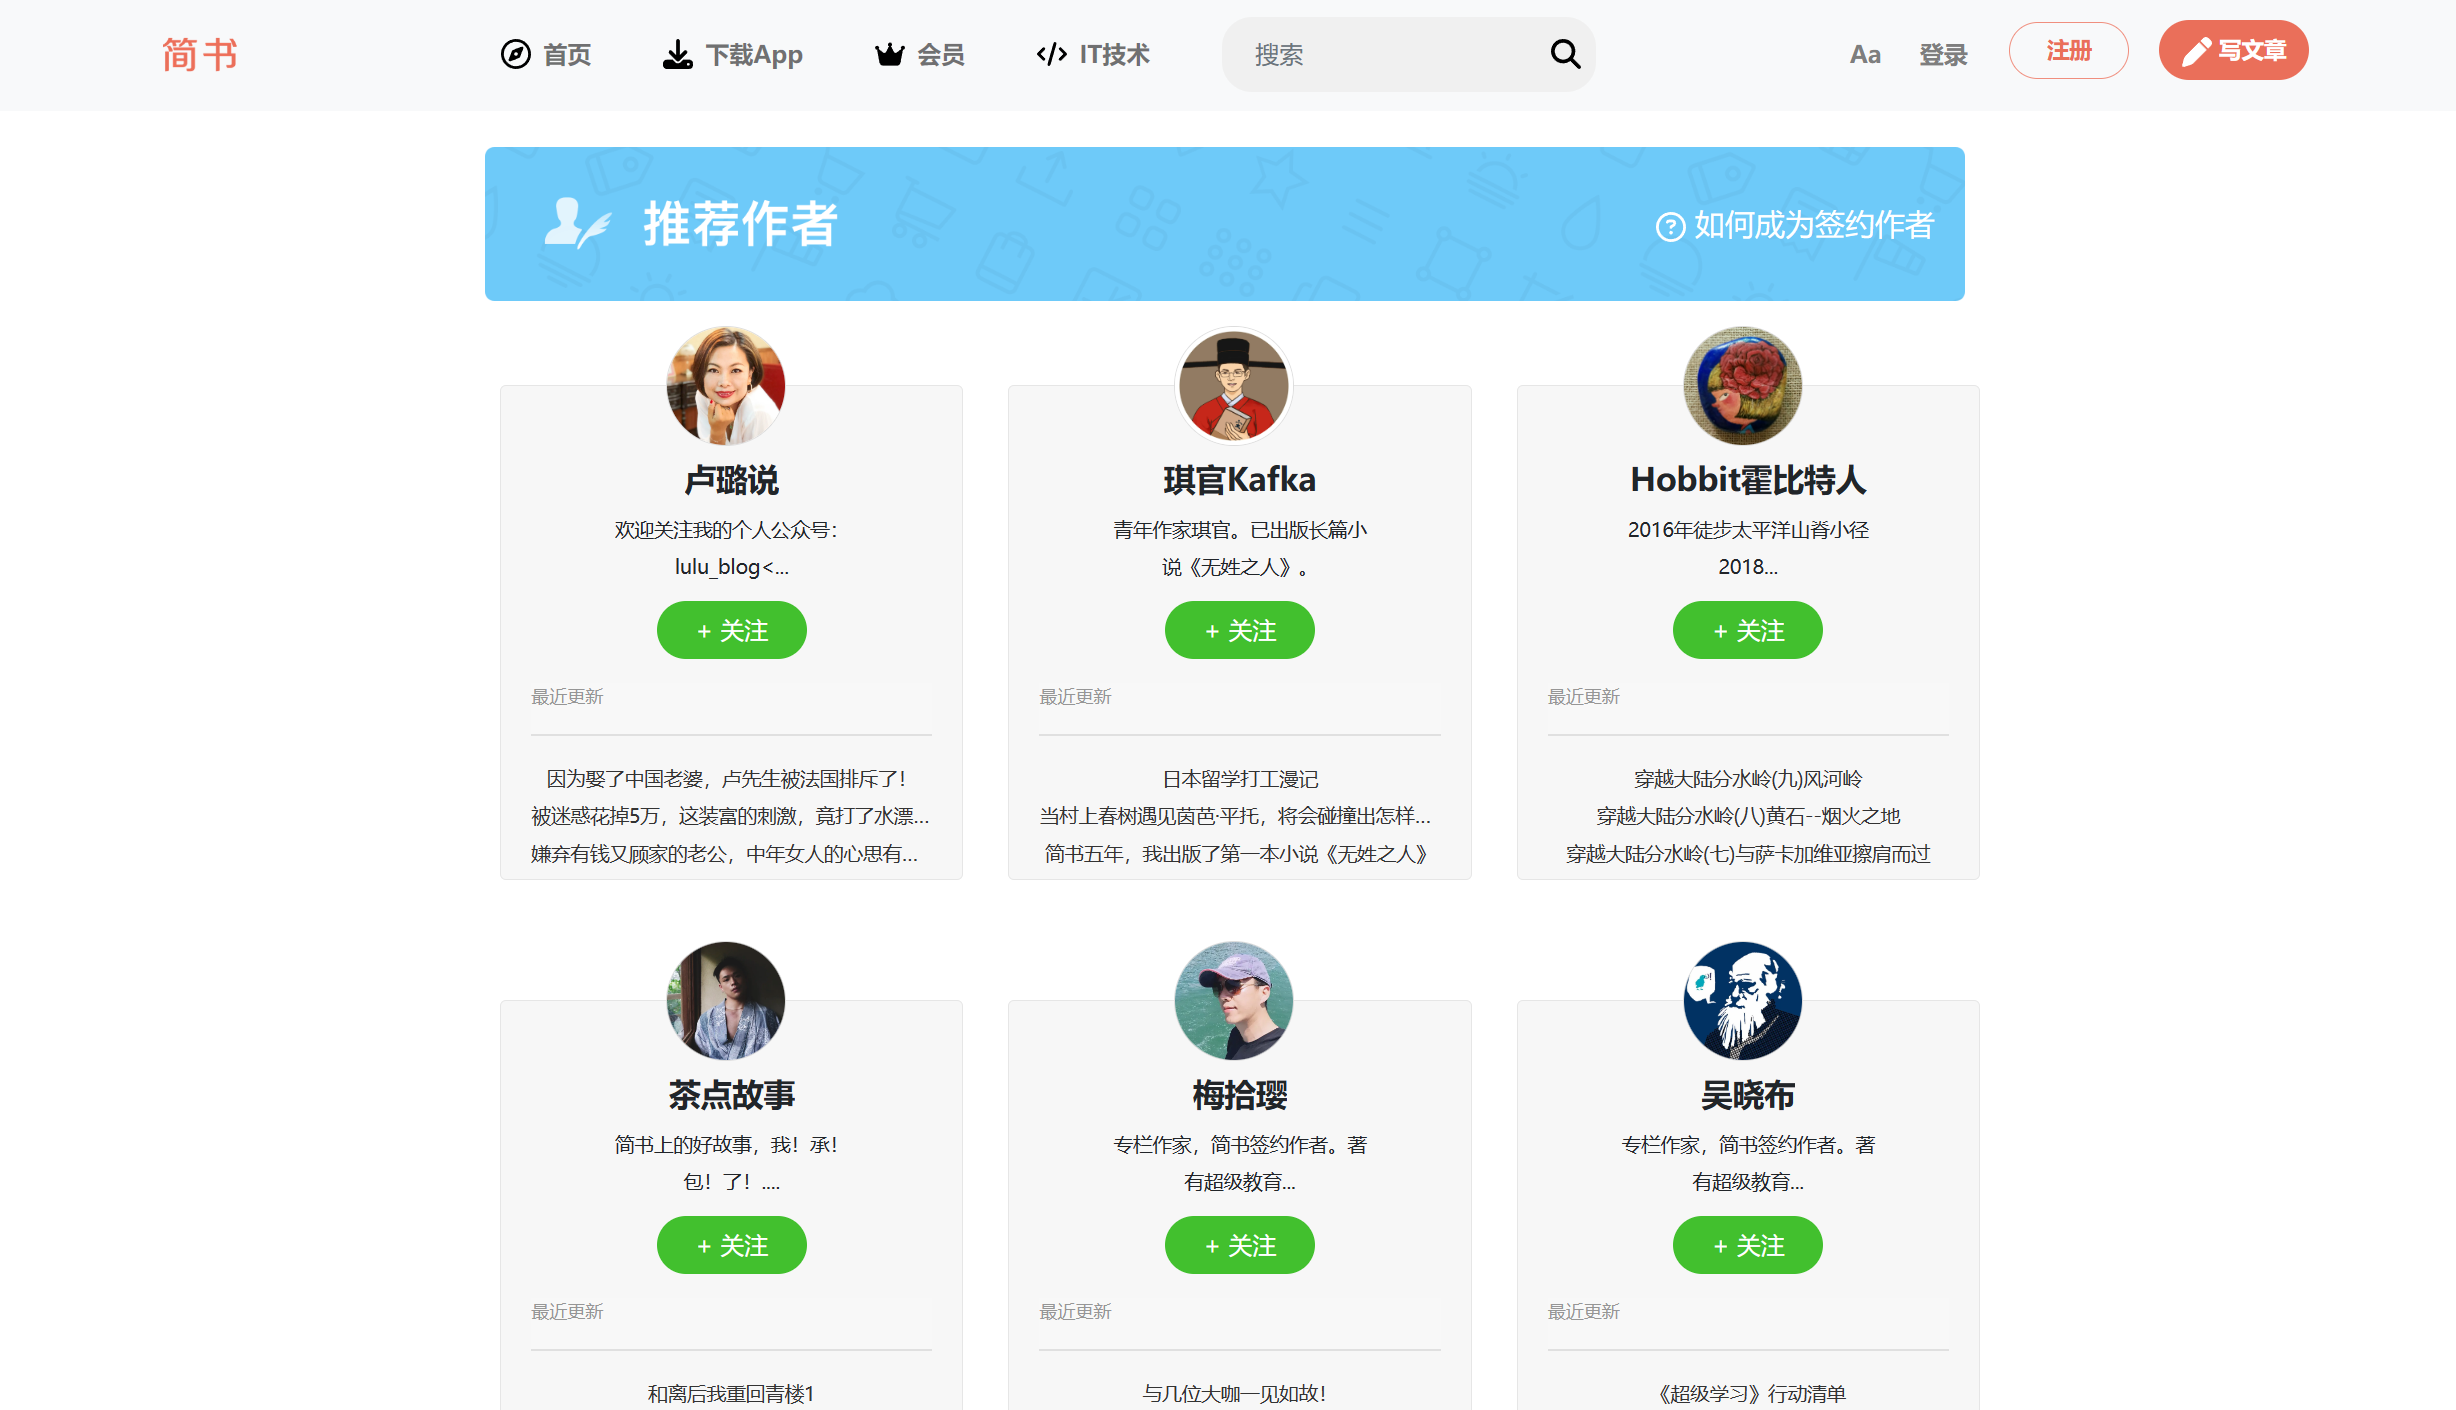 简书
首页
下载App
会员
IT技术
搜索
Aa
登录
注册
写文章
推荐作者
如何成为签约作者
卢璐说
欢迎关注我的个人公众号：
lulu_blog<...
+ 关注
最近更新
因为娶了中国老婆，卢先生被法国排斥了！
被迷惑花掉5万，这装富的刺激，竟打了水漂...
嫌弃有钱又顾家的老公，中年女人的心思有...
琪官Kafka
青年作家琪官。已出版长篇小
说《无姓之人》。
+ 关注
最近更新
日本留学打工漫记
当村上春树遇见茵芭·平托，将会碰撞出怎样...
简书五年，我出版了第一本小说《无姓之人》
Hobbit霍比特人
2016年徒步太平洋山脊小径
2018...
+ 关注
最近更新
穿越大陆分水岭(九)风河岭
穿越大陆分水岭(八)黄石--烟火之地
穿越大陆分水岭(七)与萨卡加维亚擦肩而过
茶点故事
简书上的好故事，我！承！
包！了！....
+ 关注
最近更新
和离后我重回青楼1
梅拾璎
专栏作家，简书签约作者。著
有超级教育...
+ 关注
最近更新
与几位大咖一见如故！
吴晓布
专栏作家，简书签约作者。著
有超级教育...
+ 关注
最近更新
《超级学习》行动清单